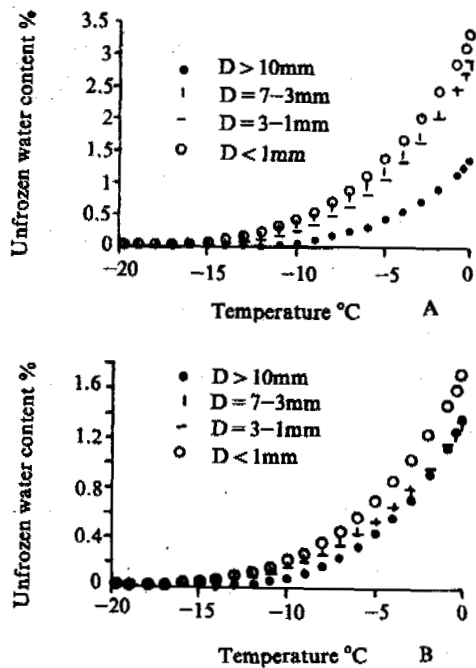 Unfrozen water content %
3.5
3
2.5
2
1.5
1
0.5
0
D > 10mm
D = 7-3mm
D = 3-1mm
D < 1mm
-20 -15 -10 -5 0
Temperature °C A
Unfrozen water content %
1.6
1.2
0.8
0.4
0
D > 10mm
D = 7-3mm
D = 3-1mm
D < 1mm
-20 -15 -10 -5 0
Temperature °C B